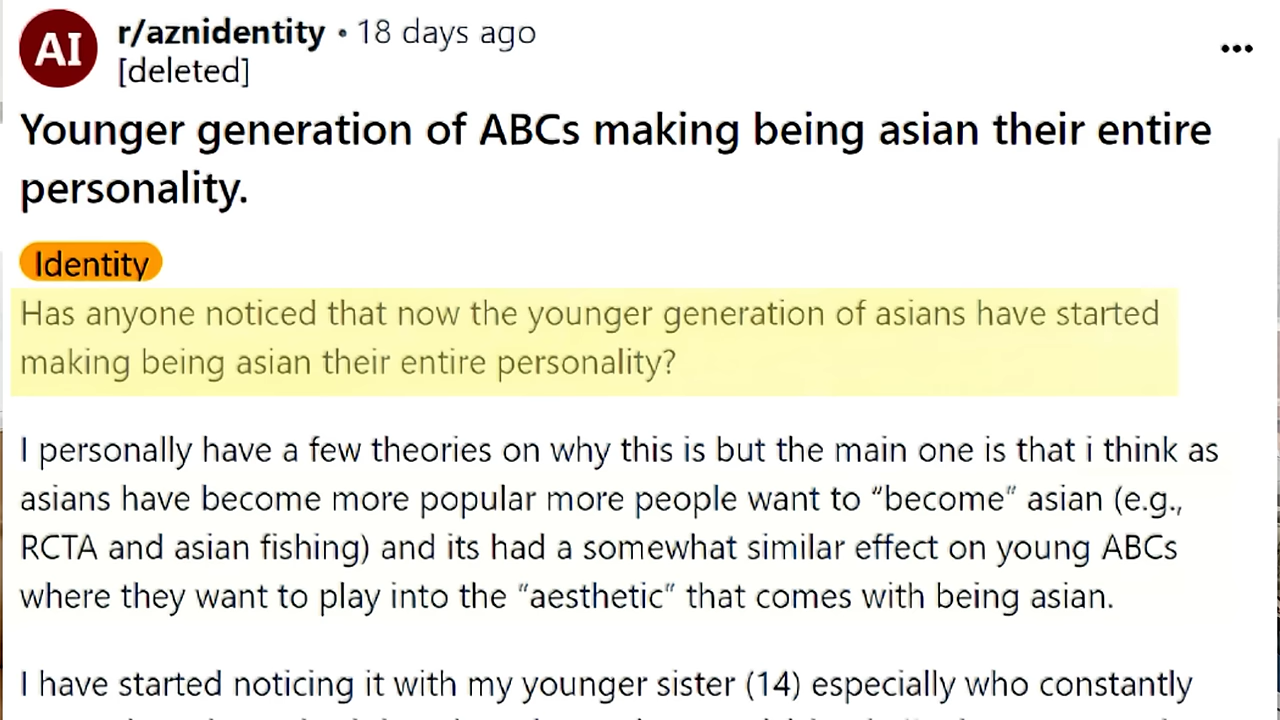 AI
r/aznidentity • 18 days ago
[deleted]
Younger generation of ABCs making being asian their entire
personality.
Identity
Has anyone noticed that now the younger generation of asians have started
making being asian their entire personality?
I personally have a few theories on why this is but the main one is that i think as
asians have become more popular more people want to “become” asian (e.g.,
RCTA and asian fishing) and its had a somewhat similar effect on young ABCs
where they want to play into the “aesthetic” that comes with being asian.
I have started noticing it with my younger sister (14) especially who constantly